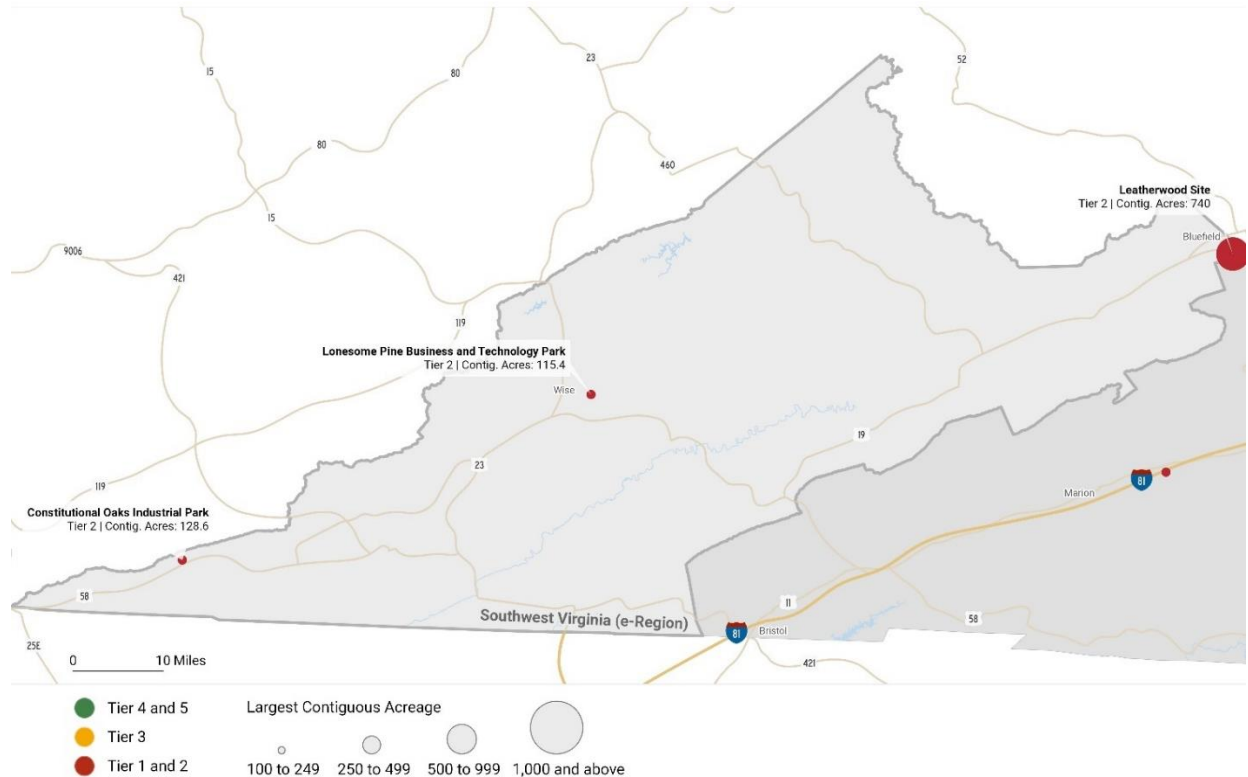 23
52
15
80
80
460
Leatherwood Site
Tier 2 | Contig. Acres: 740
15
Bluefield
9006
421
119
Lonesome Pine Business and Technology Park
Tier 2 | Contig. Acres: 115.4
Wise
19
23
81
119
Marion
Constitutional Oaks Industrial Park
Tier 2 | Contig. Acres: 128.6
58
11
Southwest Virginia (e-Region)
58
81
Bristol
25E
421
0 10 Miles
Tier 4 and 5
Tier 3
Tier 1 and 2
Largest Contiguous Acreage
100 to 249
250 to 499
500 to 999
1,000 and above